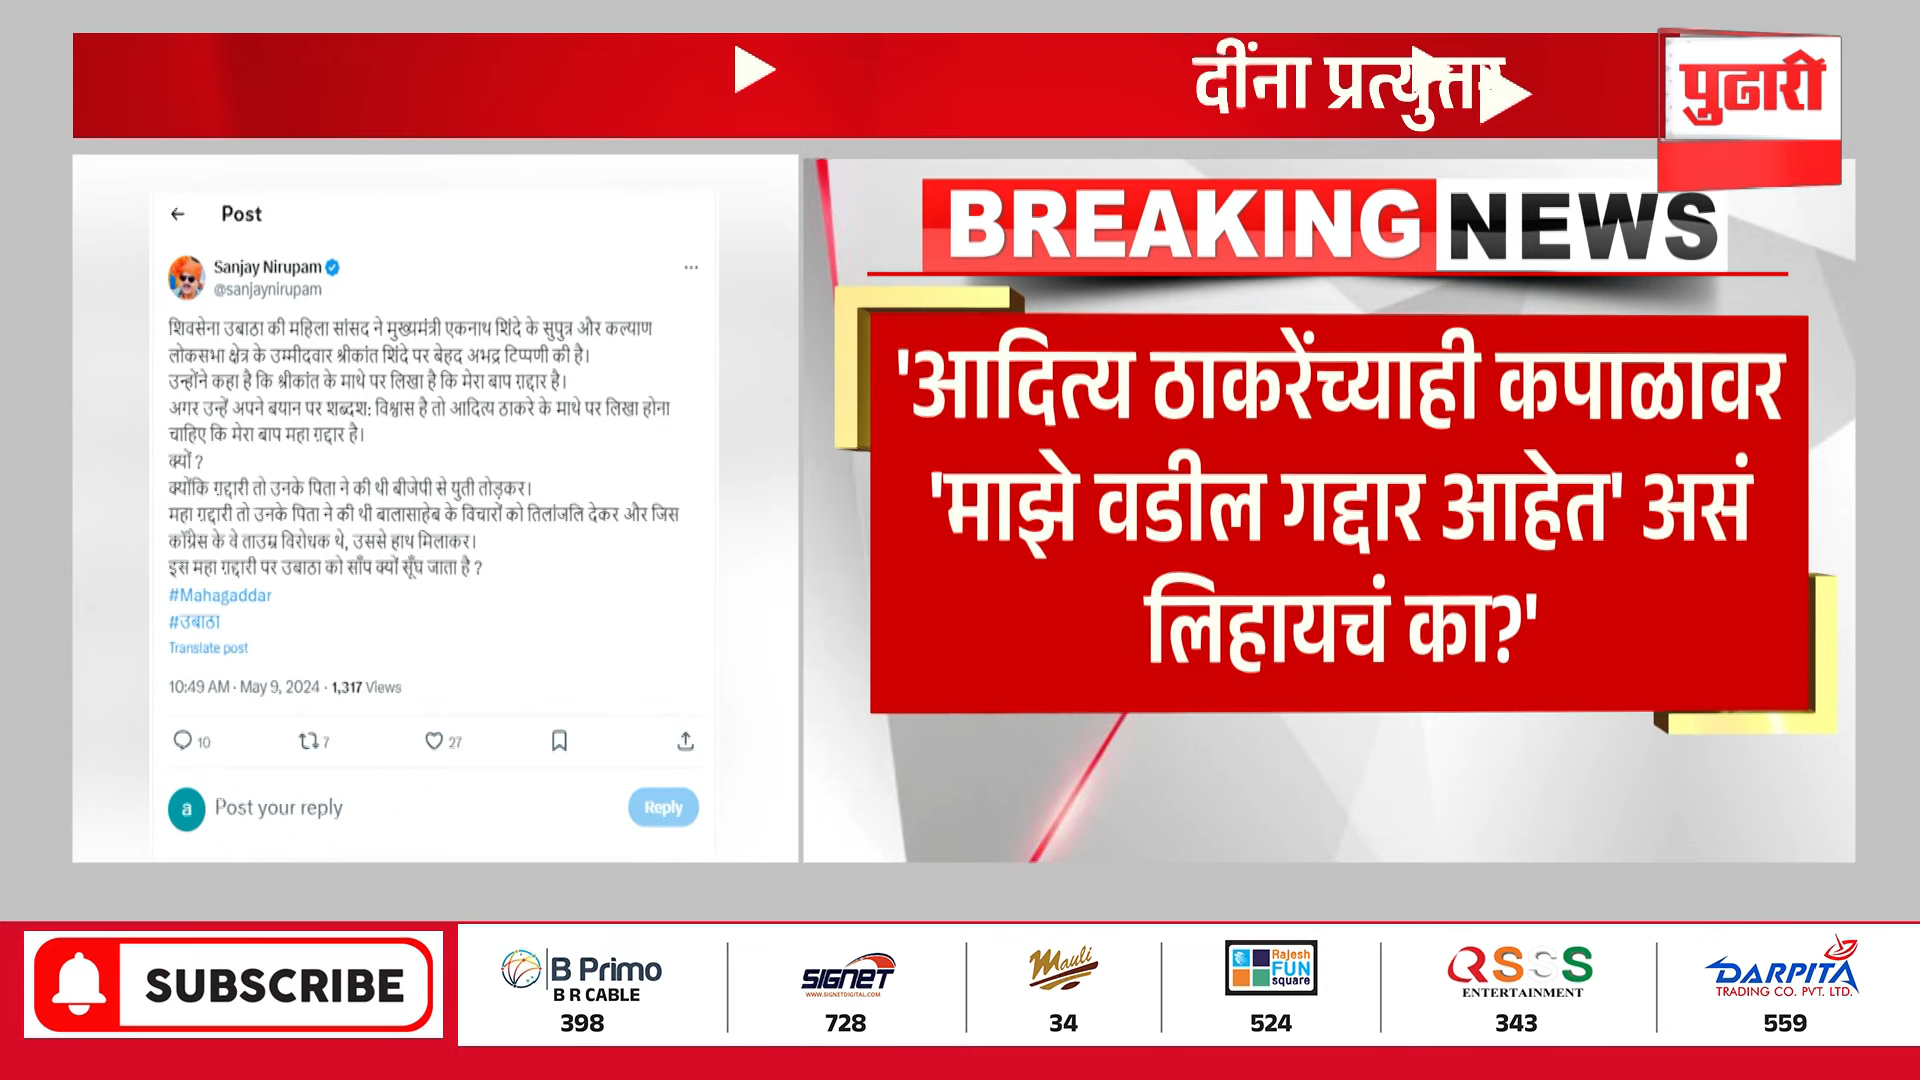 दींना प्रत्युत्तर
पुढारी
Post
Sanjay Nirupam
@sanjaynirupam
शिवसेना उबाठा की महिला सांसद ने मुख्यमंत्री एकनाथ शिंदे के सुपुत्र और कल्याण
लोकसभा क्षेत्र के उम्मीदवार श्रीकांत शिंदे पर बेहद अभद्र टिप्पणी की है।
उन्होंने कहा है कि श्रीकांत के माथे पर लिखा है कि मेरा बाप ग़द्दार है।
अगर उन्हें अपने बयान पर शब्दश: विश्वास है तो आदित्य ठाकरे के माथे पर लिखा होना
चाहिए कि मेरा बाप महा ग़द्दार है।
क्यों ?
क्योंकि ग़द्दारी तो उनके पिता ने की थी बीजेपी से युती तोड़कर।
महा ग़द्दारी तो उनके पिता ने की थी बालासाहेब के विचारों को तिलांजलि देकर और जिस
काँग्रेस के वे ताउम्र विरोधक थे, उससे हाथ मिलाकर।
इस महा ग़द्दारी पर उबाठा को साँप क्यों सूँघ जाता है ?
#Mahagaddar
#उबाठा
Translate post
10:49 AM · May 9, 2024 · 1,317 Views
10 7 27
a Post your reply Reply
BREAKING NEWS
'आदित्य ठाकरेंच्याही कपाळावर
'माझे वडील गद्दार आहेत' असं
लिहायचं का?'
SUBSCRIBE
B Primo
B R CABLE
398
SIGNET
WWW.SIGNETDIGITAL.COM
728
Mauli
34
Rajesh
FUN
square
524
RSSS
ENTERTAINMENT
343
DARPITA
TRADING CO. PVT. LTD.
559